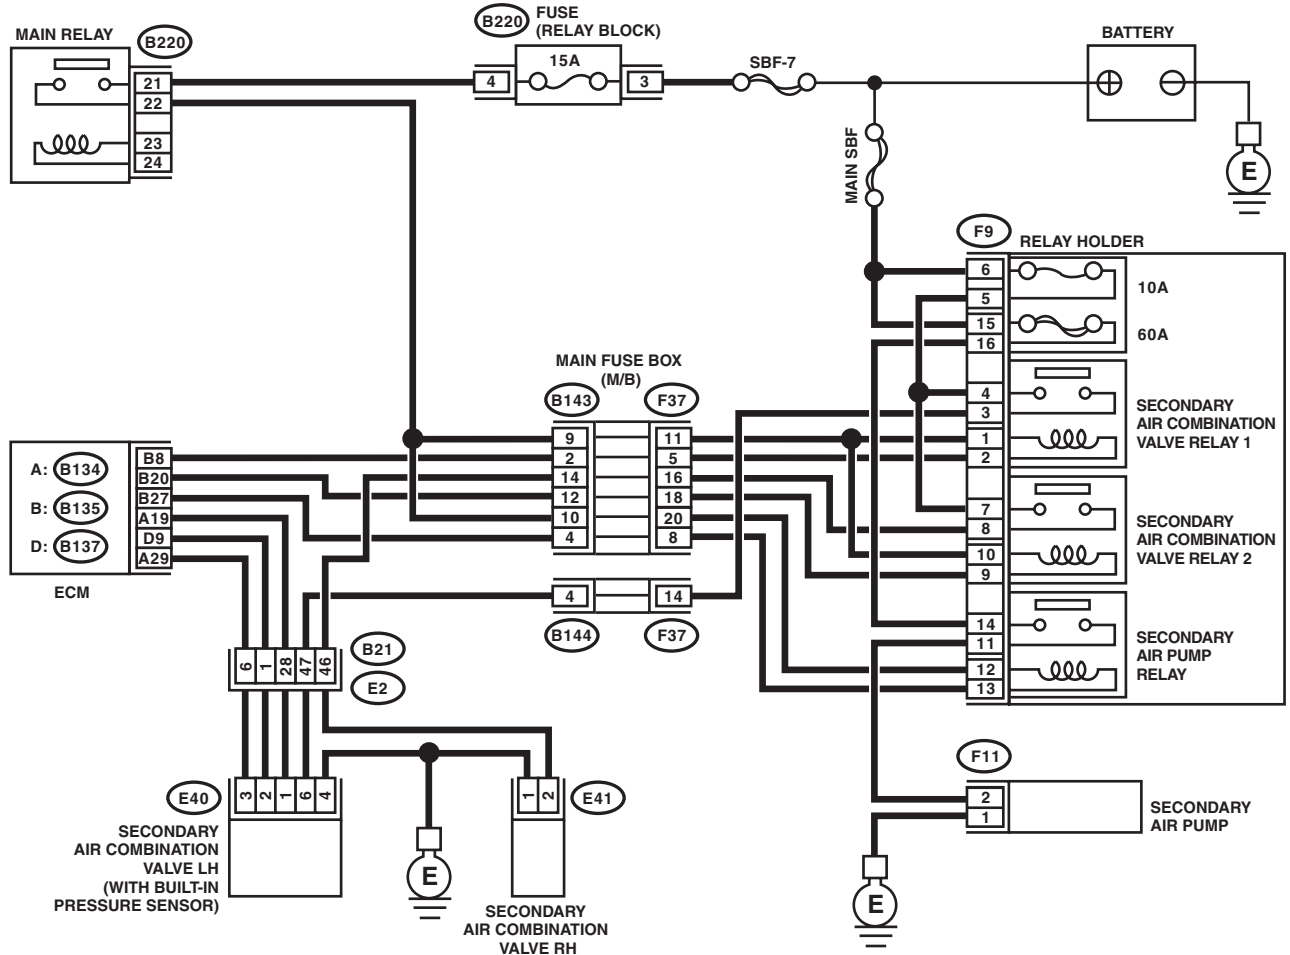 MAIN RELAY
B220
21
22
23
24
B220
FUSE
(RELAY BLOCK)
4
15A
3
SBF-7
BATTERY
E
MAIN SBF
F9
RELAY HOLDER
6
5
15
16
10A
60A
4
3
1
2
SECONDARY
AIR COMBINATION
VALVE RELAY 1
7
8
10
9
SECONDARY
AIR COMBINATION
VALVE RELAY 2
14
11
12
13
SECONDARY
AIR PUMP
RELAY
MAIN FUSE BOX
(M/B)
B143
F37
9
11
2
5
14
16
12
18
10
20
4
8
4
14
B144
F37
A: B134
B: B135
D: B137
B8
B20
B27
A19
D9
A29
ECM
6
1
28
47
46
B21
E2
E40
3
2
1
6
4
SECONDARY
AIR COMBINATION
VALVE LH
(WITH BUILT-IN
PRESSURE SENSOR)
E
1
2
E41
SECONDARY
AIR COMBINATION
VALVE RH
F11
2
1
SECONDARY
AIR PUMP
E